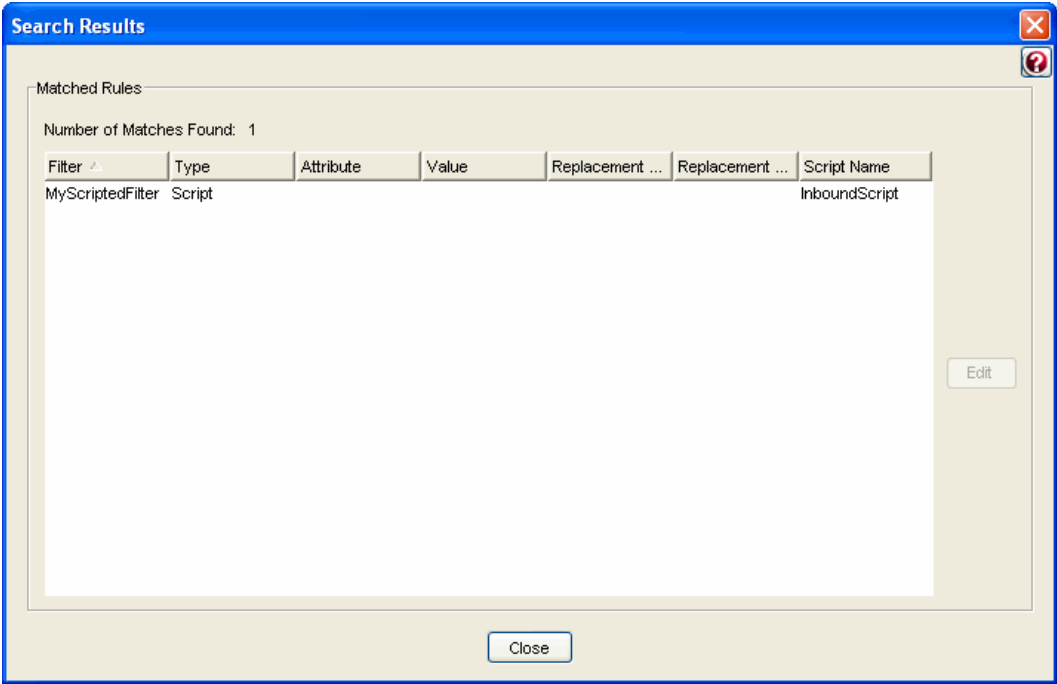 Search Results
Matched Rules
Number of Matches Found: 1
Filter Type Attribute Value Replacement ... Replacement ... Script Name
MyScriptedFilter Script InboundScript
Edit
Close